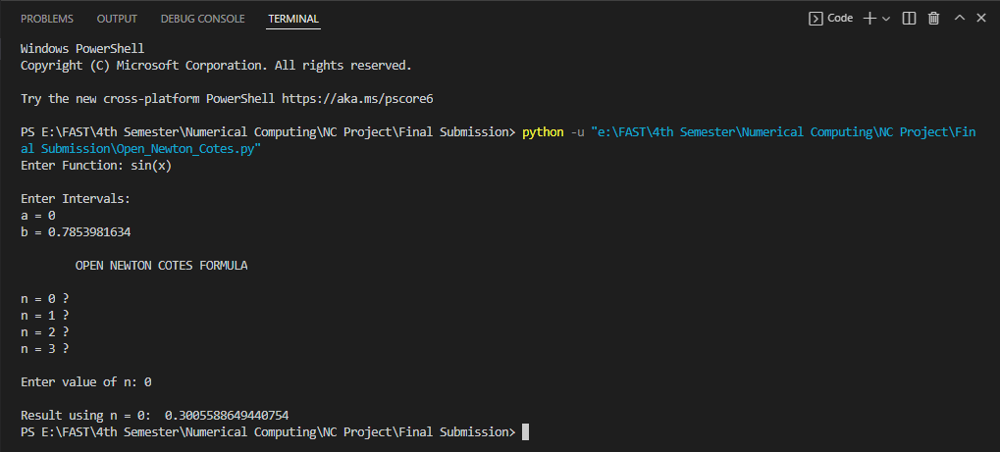 PROBLEMS OUTPUT DEBUG CONSOLE TERMINAL Code
Windows PowerShell
Copyright (C) Microsoft Corporation. All rights reserved.
Try the new cross-platform PowerShell https://aka.ms/pscore6
PS E:\FAST\4th Semester\Numerical Computing\NC Project\Final Submission> python -u "e:\FAST\4th Semester\Numerical Computing\NC Project\Fin
al Submission\Open_Newton_Cotes.py"
Enter Function: sin(x)
Enter Intervals:
a = 0
b = 0.7853981634
OPEN NEWTON COTES FORMULA
n = 0 ?
n = 1 ?
n = 2 ?
n = 3 ?
Enter value of n: 0
Result using n = 0:  0.3005588649440754
PS E:\FAST\4th Semester\Numerical Computing\NC Project\Final Submission>